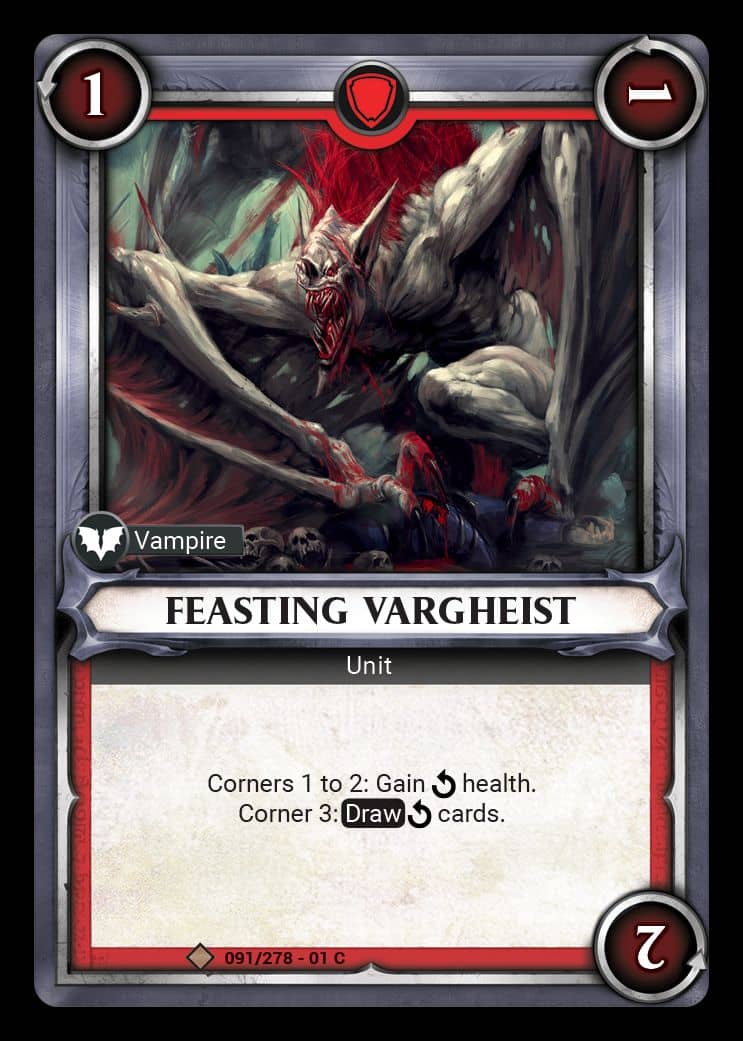 1
1
Vampire
FEASTING VARGHEIST
Unit
Corners 1 to 2: Gain health.
Corner 3: Draw cards.
091/278 - 01 C
2